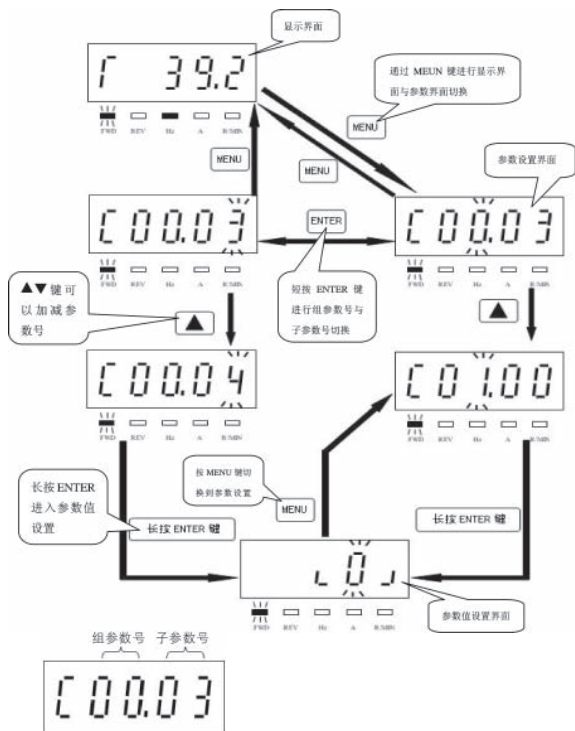 显示界面
Γ 39.2
FWD REV Hz A R/MIN
通过 MEUN 键进行显示界
面与参数界面切换
MENU
MENU
MENU
参数设置界面
C00.03
FWD REV Hz A R/MIN
ENTER
C00.03
FWD REV Hz A R/MIN
短按 ENTER 键
进行组参数号与
子参数号切换
▲▼键可
以加减参
数号
▲
▲
C00.04
FWD REV Hz A R/MIN
C01.00
FWD REV Hz A R/MIN
长按 ENTER
进入参数值
设置
长按 ENTER 键
按 MENU 键切
换到参数设置
MENU
长按 ENTER 键
0
FWD REV Hz A R/MIN
参数值设置界面
组参数号 子参数号
C00.03